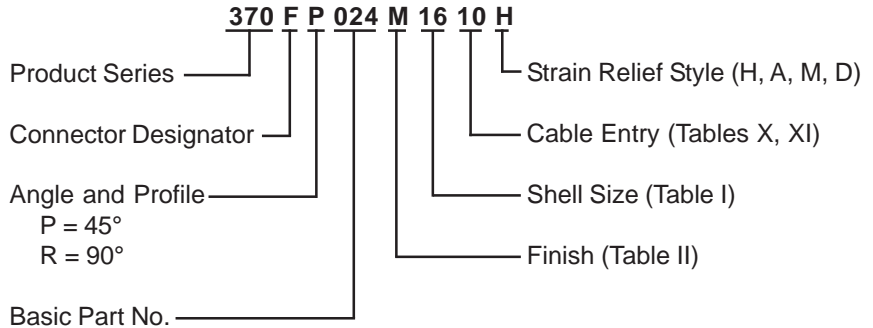 370 F P 024 M 16 10 H
Product Series
Connector Designator
Angle and Profile
P = 45°
R = 90°
Basic Part No.
Strain Relief Style (H, A, M, D)
Cable Entry (Tables X, XI)
Shell Size (Table I)
Finish (Table II)